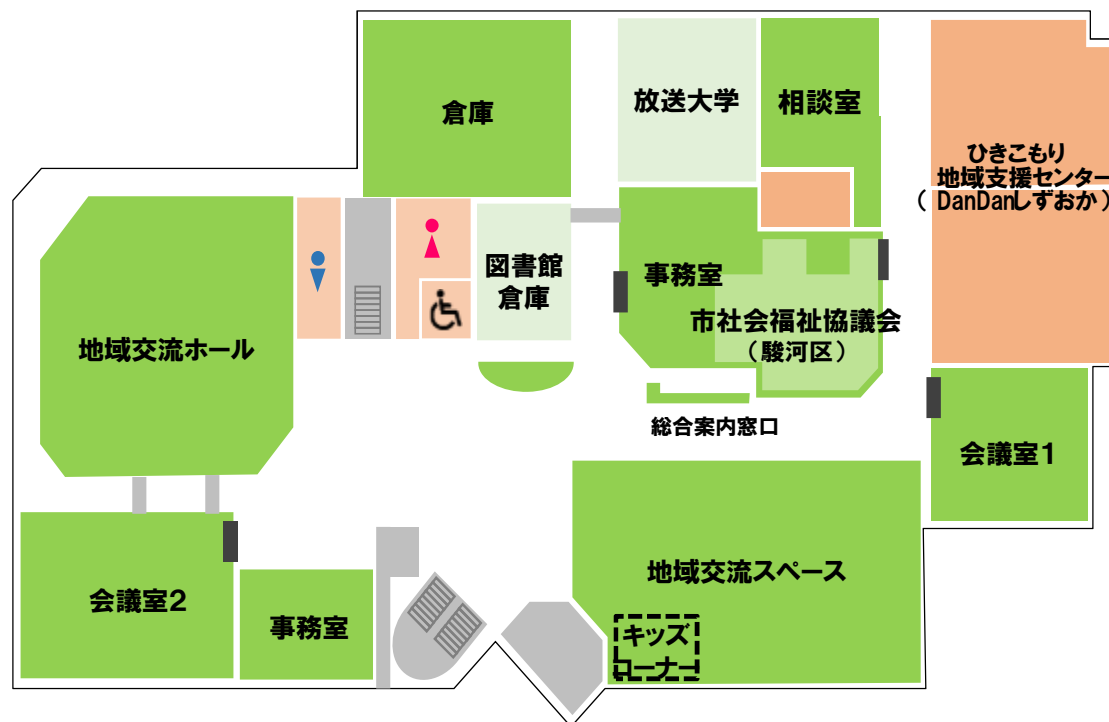 倉庫
放送大学
相談室
ひきこもり
地域支援センター
（ DanDanしずおか）
図書館
倉庫
事務室
市社会福祉協議会
（駿河区）
地域交流ホール
総合案内窓口
会議室1
地域交流スペース
会議室2
事務室
キッズ
コーナー